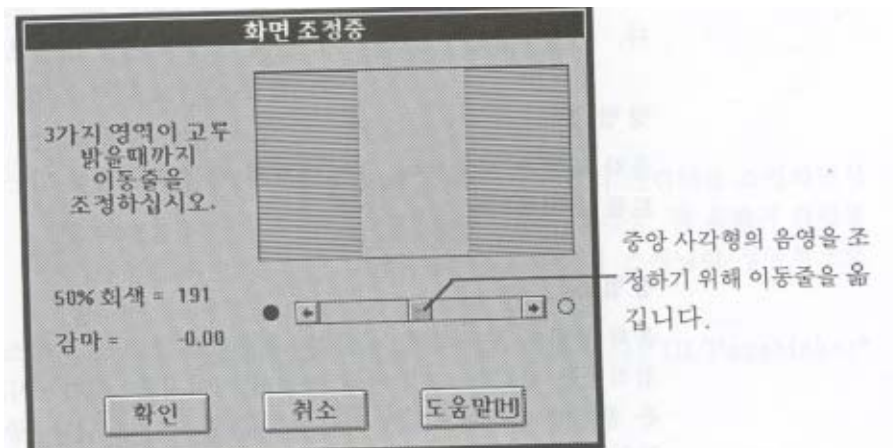 화면 조정중
3가지 영역이 고루
밝을때까지
이동줄을
조정하십시오.
50% 회색 = 191
감마 = -0.00
확인
취소
도움말[H]
중앙 사각형의 음영을 조
정하기 위해 이동줄을 옮
깁니다.